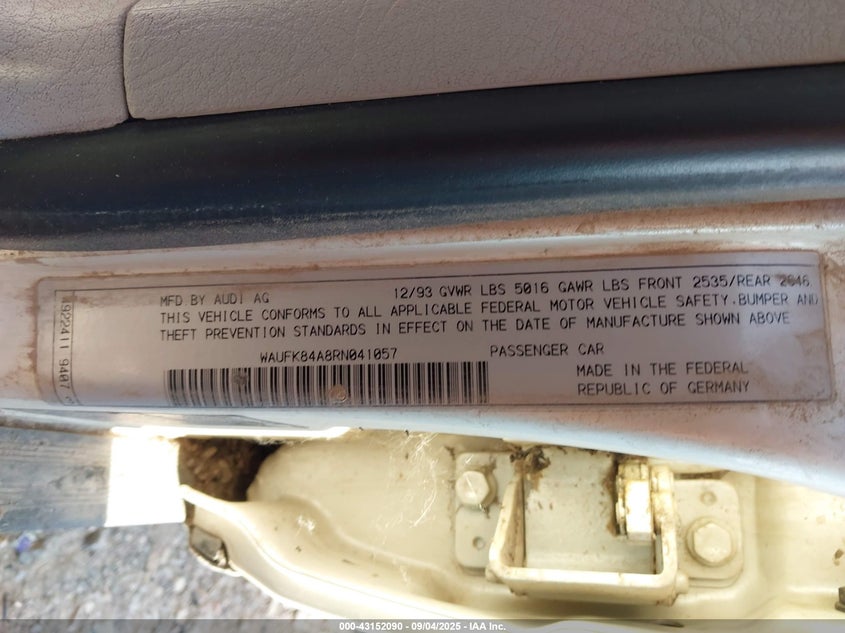 MFD BY AUDI AG 12/93 GVWR LBS 5016 GAWR LBS FRONT 2535/REAR 2646
THIS VEHICLE CONFORMS TO ALL APPLICABLE FEDERAL MOTOR VEHICLE SAFETY.BUMPER AND
THEFT PREVENTION STANDARDS IN EFFECT ON THE DATE OF MANUFACTURE SHOWN ABOVE
WAUFK84A8RN041057 PASSENGER CAR
MADE IN THE FEDERAL
REPUBLIC OF GERMANY
4922411 9407
000-43152090 - 09/04/2025 - IAA Inc.